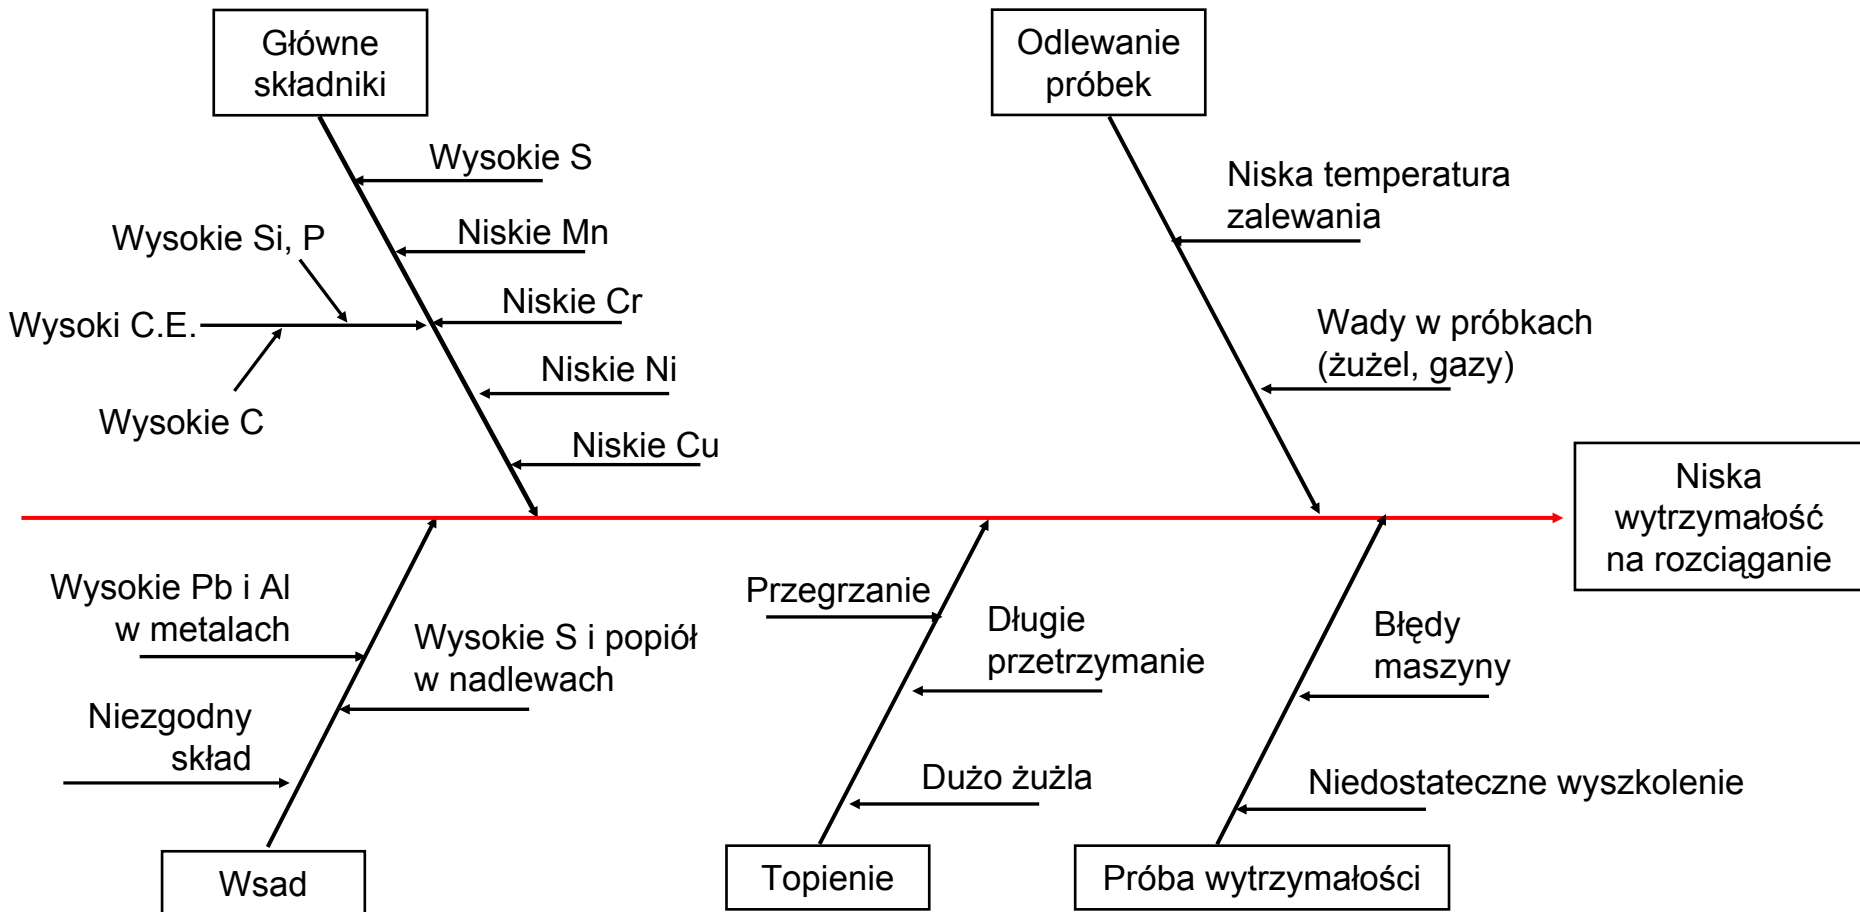 Główne
składniki
Odlewanie
próbek
Wysokie S
Niska temperatura
zalewania
Wysokie Si, P
Niskie Mn
Niskie Cr
Wysoki C.E.
Wady w próbkach
(żużel, gazy)
Niskie Ni
Wysokie C
Niskie Cu
Niska
wytrzymałość
na rozciąganie
Wysokie Pb i Al
w metalach
Przegrzanie
Wysokie S i popiół
w nadlewach
Długie
przetrzymanie
Błędy
maszyny
Niezgodny
skład
Dużo żużla
Niedostateczne wyszkolenie
Wsad
Topienie
Próba wytrzymałości